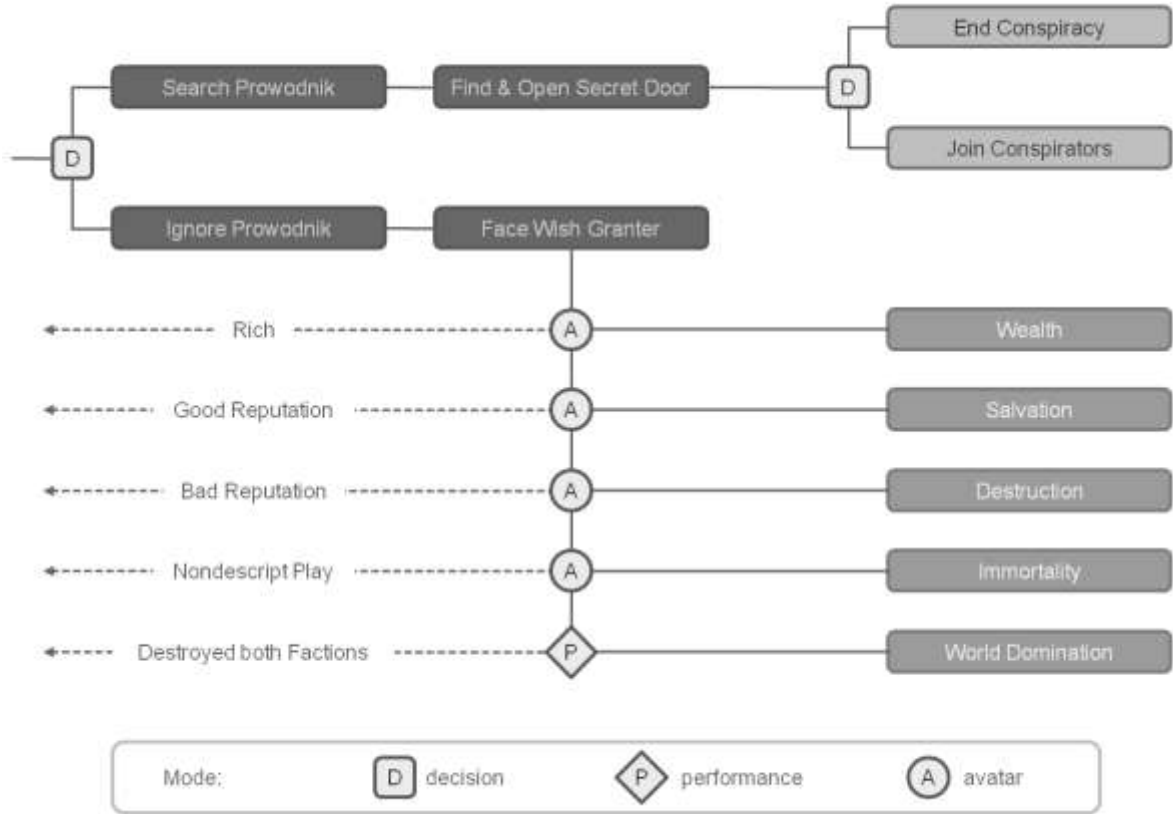 End Conspiracy
Search Prowodnik
Find & Open Secret Door
D
D
Join Conspirators
Ignore Prowodnik
Face Wish Granter
Rich
A
Wealth
Good Reputation
A
Salvation
Bad Reputation
A
Destruction
Nondescript Play
A
Immortality
Destroyed both Factions
P
World Domination
Mode:
D
decision
P
performance
A
avatar